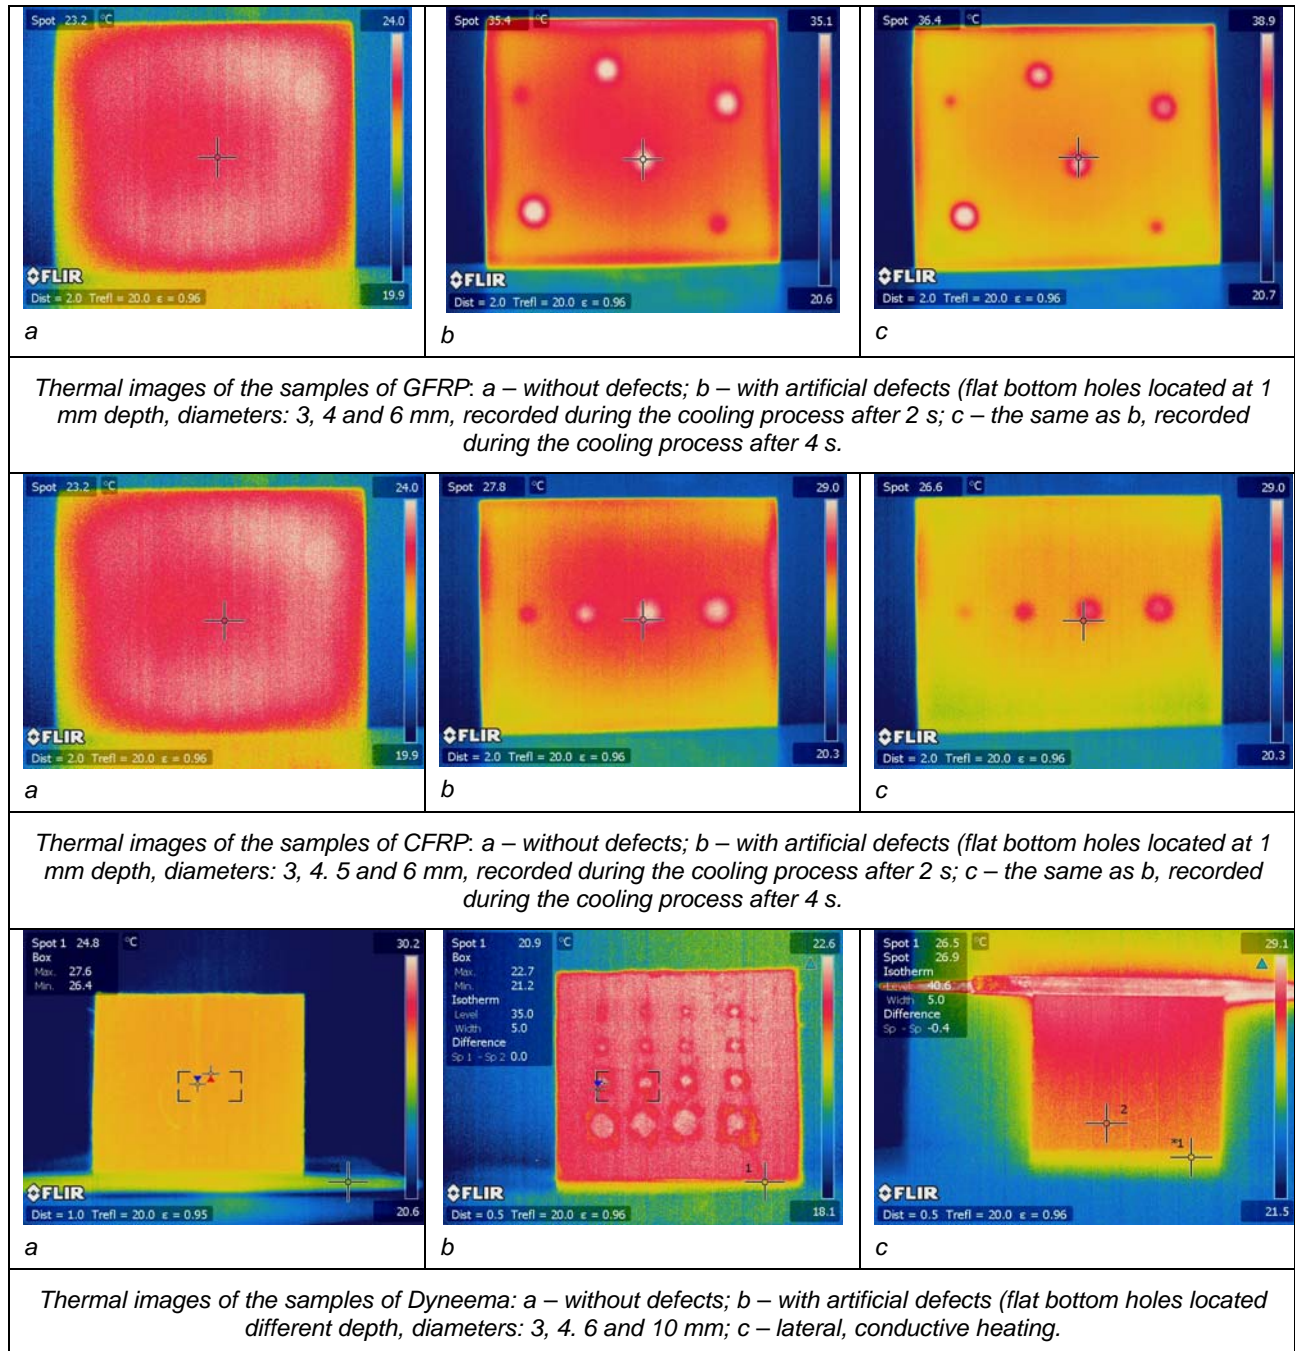 Spot 23.2 °C 24.0
FLIR
Dist = 2.0 Trefl = 20.0 ε = 0.96 19.9
a
Spot 35.4 °C 35.1
FLIR
Dist = 2.0 Trefl = 20.0 ε = 0.96 20.6
b
Spot 36.4 °C 38.9
FLIR
Dist = 2.0 Trefl = 20.0 ε = 0.96 20.7
c
Thermal images of the samples of GFRP: a – without defects; b – with artificial defects (flat bottom holes located at 1
mm depth, diameters: 3, 4 and 6 mm, recorded during the cooling process after 2 s; c – the same as b, recorded
during the cooling process after 4 s.
Spot 23.2 °C 24.0
FLIR
Dist = 2.0 Trefl = 20.0 ε = 0.96 19.9
a
Spot 27.8 °C 29.0
FLIR
Dist = 2.0 Trefl = 20.0 ε = 0.96 20.3
b
Spot 26.6 °C 29.0
FLIR
Dist = 2.0 Trefl = 20.0 ε = 0.96 20.3
c
Thermal images of the samples of CFRP: a – without defects; b – with artificial defects (flat bottom holes located at 1
mm depth, diameters: 3, 4. 5 and 6 mm, recorded during the cooling process after 2 s; c – the same as b, recorded
during the cooling process after 4 s.
Spot 1 24.8 °C 30.2
Box
Max. 27.6
Min. 26.4
FLIR
Dist = 1.0 Trefl = 20.0 ε = 0.95 20.6
a
Spot 1 20.9 °C 22.6
Box
Max. 22.7
Min. 21.2
Isotherm
Level 35.0
Width 5.0
Difference
Sp 1 - Sp 2 0.0
1
FLIR
Dist = 0.5 Trefl = 20.0 ε = 0.96 18.1
b
Spot 1 26.5 °C 29.1
Spot 26.9
Isotherm
Level 40.6
Width 5.0
Difference
Sp - Sp -0.4
2
*1
FLIR
Dist = 0.5 Trefl = 20.0 ε = 0.96 21.5
c
Thermal images of the samples of Dyneema: a – without defects; b – with artificial defects (flat bottom holes located
different depth, diameters: 3, 4. 6 and 10 mm; c – lateral, conductive heating.